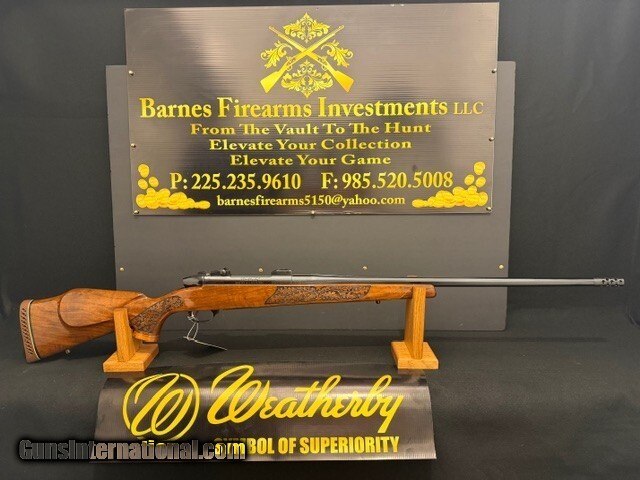 Barnes Firearms Investments LLC
From The Vault To The Hunt
Elevate Your Collection
Elevate Your Game
P: 225.235.9610 F: 985.520.5008
barnesfirearms5150@yahoo.com
W Weatherby
SYMBOL OF SUPERIORITY
GunsInternational.com